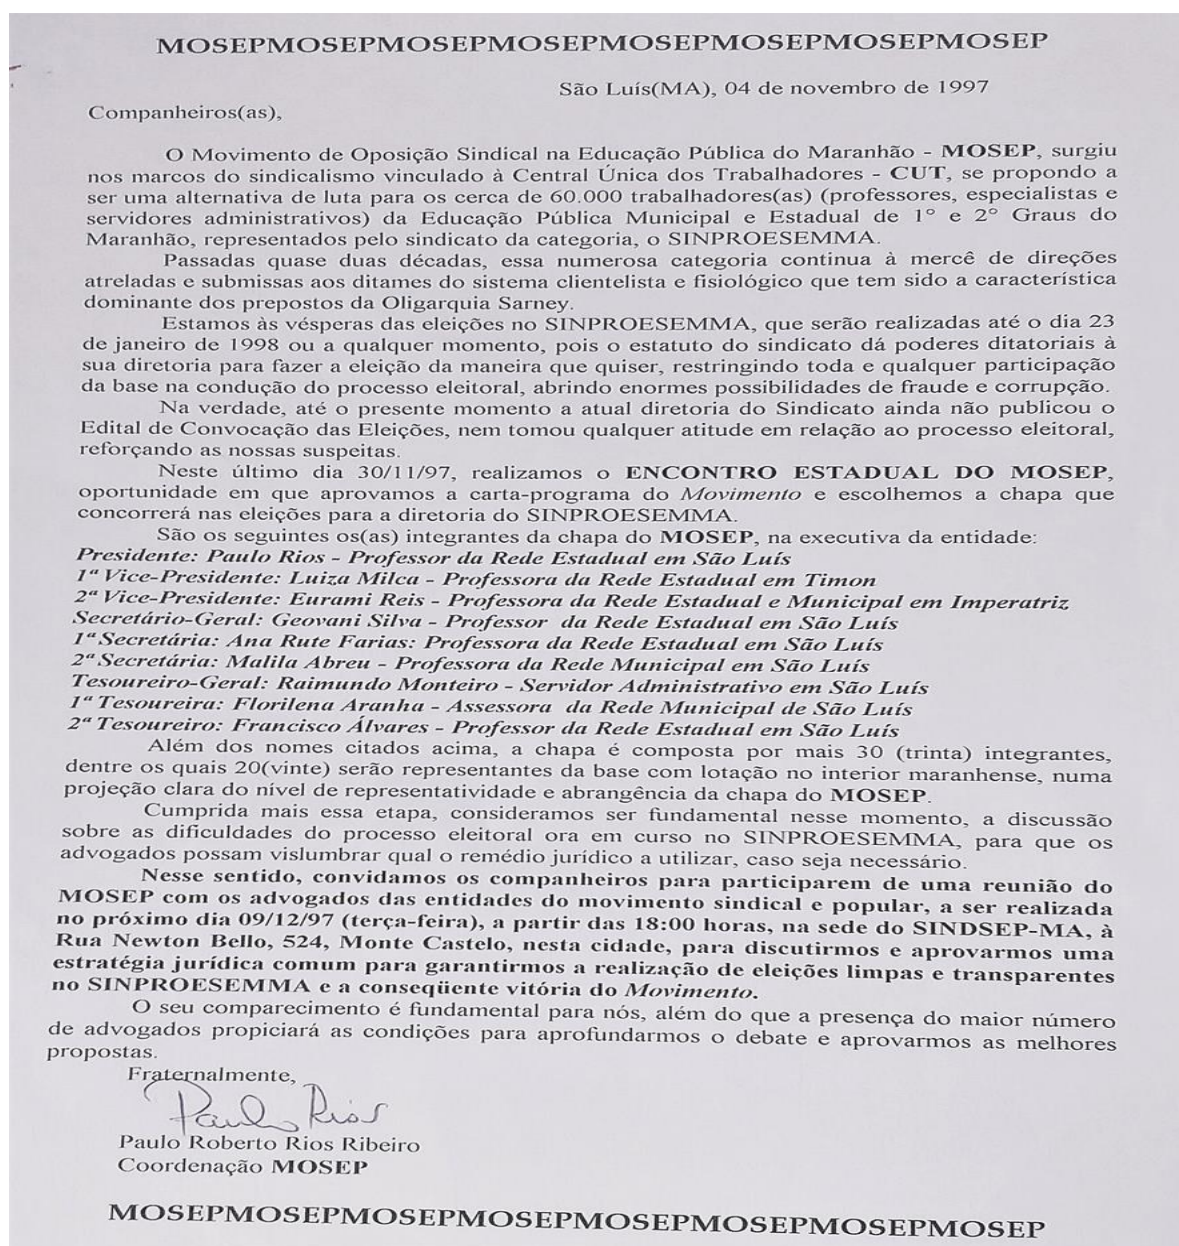 MOSEPMOSEPMOSEPMOSEPMOSEPMOSEPMOSEPMOSEP
São Luís(MA), 04 de novembro de 1997
Companheiros(as),
O Movimento de Oposição Sindical na Educação Pública do Maranhão - MOSEP, surgiu
nos marcos do sindicalismo vinculado à Central Única dos Trabalhadores - CUT, se propondo a
ser uma alternativa de luta para os cerca de 60.000 trabalhadores(as) (professores, especialistas e
servidores administrativos) da Educação Pública Municipal e Estadual de 1° e 2° Graus do
Maranhão, representados pelo sindicato da categoria, o SINPROESEMMA.
Passadas quase duas décadas, essa numerosa categoria continua à mercê de direções
atreladas e submissas aos ditames do sistema clientelista e fisiológico que tem sido a característica
dominante dos prepostos da Oligarquia Sarney.
Estamos às vésperas das eleições no SINPROESEMMA, que serão realizadas até o dia 23
de janeiro de 1998 ou a qualquer momento, pois o estatuto do sindicato dá poderes ditatoriais à
sua diretoria para fazer a eleição da maneira que quiser, restringindo toda e qualquer participação
da base na condução do processo eleitoral, abrindo enormes possibilidades de fraude e corrupção.
Na verdade, até o presente momento a atual diretoria do Sindicato ainda não publicou o
Edital de Convocação das Eleições, nem tomou qualquer atitude em relação ao processo eleitoral,
reforçando as nossas suspeitas.
Neste último dia 30/11/97, realizamos o ENCONTRO ESTADUAL DO MOSEP,
oportunidade em que aprovamos a carta-programa do Movimento e escolhemos a chapa que
concorrerá nas eleições para a diretoria do SINPROESEMMA.
São os seguintes os(as) integrantes da chapa do MOSEP, na executiva da entidade:
Presidente: Paulo Rios - Professor da Rede Estadual em São Luís
1ª Vice-Presidente: Luiza Milca - Professora da Rede Estadual em Timon
2ª Vice-Presidente: Eurami Reis - Professora da Rede Estadual e Municipal em Imperatriz
Secretário-Geral: Geovani Silva - Professor da Rede Estadual em São Luís
1ª Secretária: Ana Rute Farias: Professora da Rede Estadual em São Luís
2ª Secretária: Malila Abreu - Professora da Rede Municipal em São Luís
Tesoureiro-Geral: Raimundo Monteiro - Servidor Administrativo em São Luís
1ª Tesoureira: Florilena Aranha - Assessora da Rede Municipal de São Luís
2ª Tesoureiro: Francisco Álvares - Professor da Rede Estadual em São Luís
Além dos nomes citados acima, a chapa é composta por mais 30 (trinta) integrantes,
dentre os quais 20(vinte) serão representantes da base com lotação no interior maranhense, numa
projeção clara do nível de representatividade e abrangência da chapa do MOSEP.
Cumprida mais essa etapa, consideramos ser fundamental nesse momento, a discussão
sobre as dificuldades do processo eleitoral ora em curso no SINPROESEMMA, para que os
advogados possam vislumbrar qual o remédio jurídico a utilizar, caso seja necessário.
Nesse sentido, convidamos os companheiros para participarem de uma reunião do
MOSEP com os advogados das entidades do movimento sindical e popular, a ser realizada
no próximo dia 09/12/97 (terça-feira), a partir das 18:00 horas, na sede do SINDSEP-MA, à
Rua Newton Bello, 524, Monte Castelo, nesta cidade, para discutirmos e aprovarmos uma
estratégia jurídica comum para garantirmos a realização de eleições limpas e transparentes
no SINPROESEMMA e a conseqüente vitória do Movimento.
O seu comparecimento é fundamental para nós, além do que a presença do maior número
de advogados propiciará as condições para aprofundarmos o debate e aprovarmos as melhores
propostas.
Fraternalmente,
Paulo Rios
Paulo Roberto Rios Ribeiro
Coordenação MOSEP
MOSEPMOSEPMOSEPMOSEPMOSEPMOSEPMOSEPMOSEP